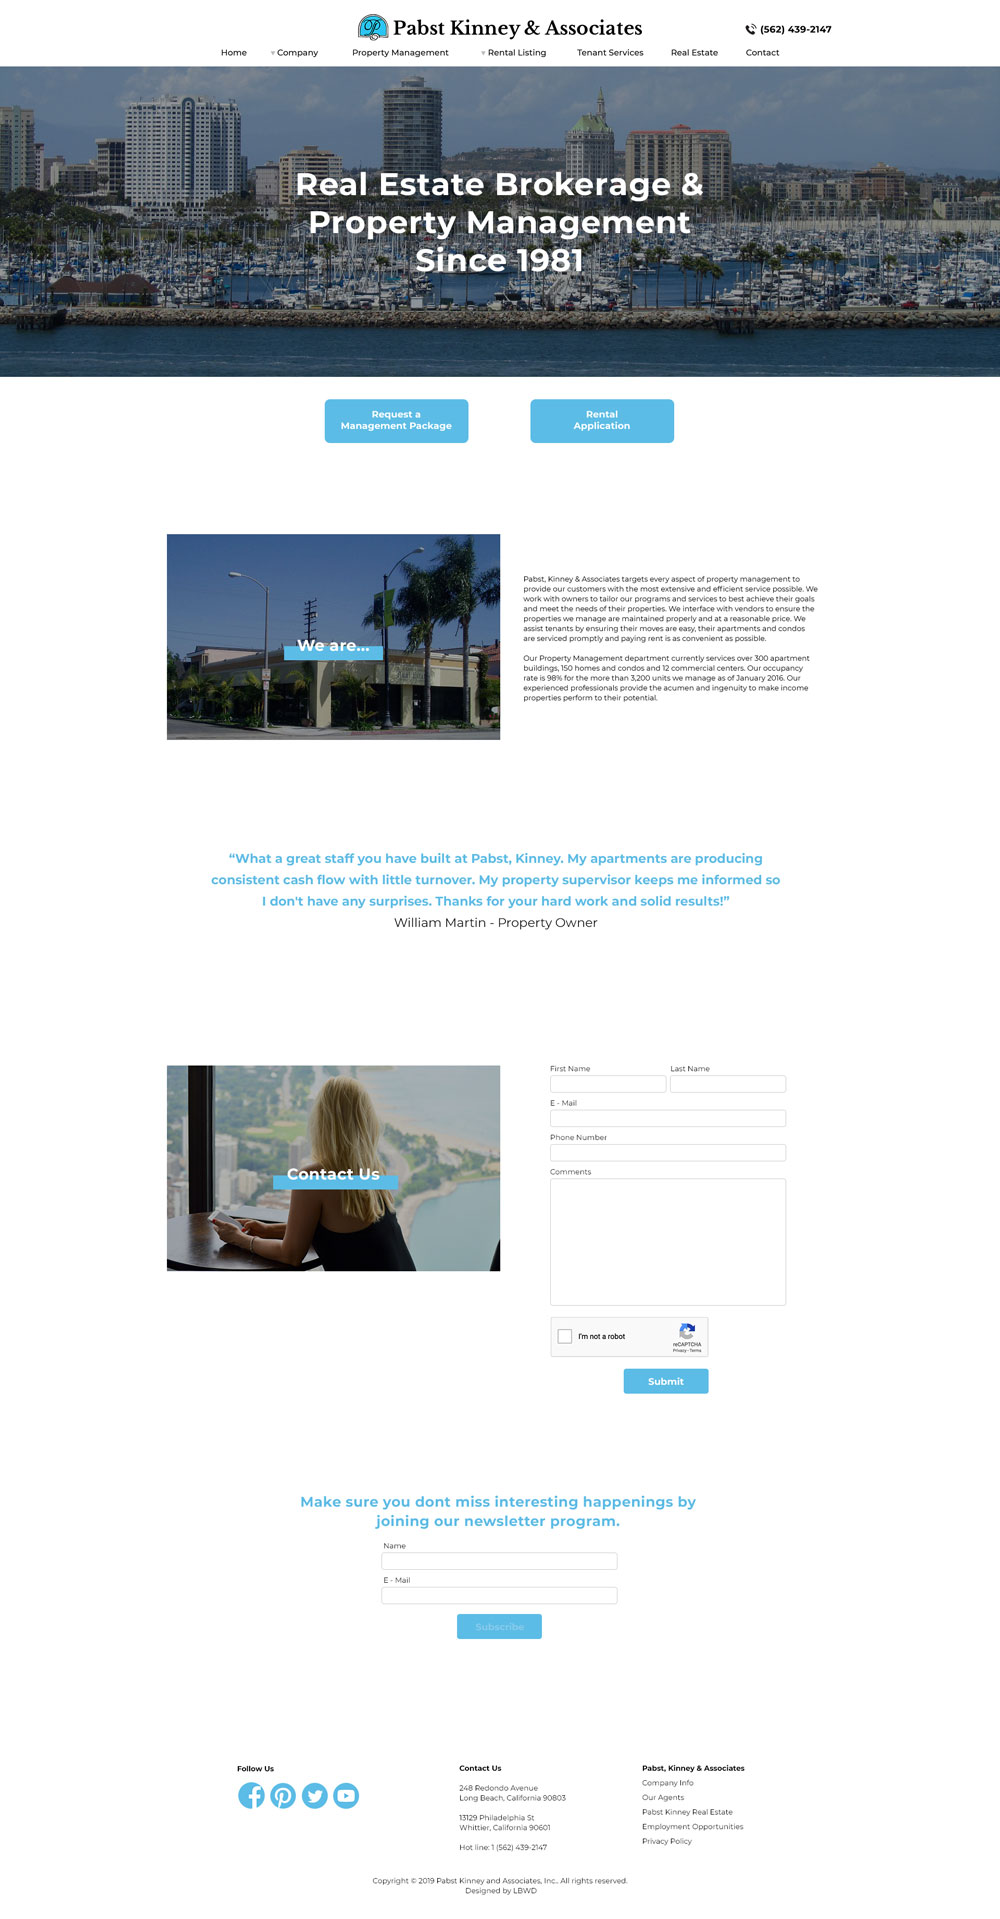 Pabst Kinney & Associates
(562) 439-2147
Home Company Property Management Rental Listing Tenant Services Real Estate Contact
Real Estate Brokerage &
Property Management
Since 1981
Request a
Management Package
Rental
Application
We are...
Pabst, Kinney & Associates targets every aspect of property management to
provide our customers with the most extensive and efficient service possible. We
work with owners to tailor our programs and services to best achieve their goals
and meet the needs of their properties. We interface with vendors to ensure the
properties we manage are maintained properly and at a reasonable price. We
assist tenants by ensuring their moves are easy, their apartments and condos
are serviced promptly and paying rent is as convenient as possible.
Our Property Management department currently services over 300 apartment
buildings, 150 homes and condos and 12 commercial centers. Our occupancy
rate is 98% for the more than 3,200 units we manage as of January 2016. Our
experienced professionals provide the acumen and ingenuity to make income
properties perform to their potential.
“What a great staff you have built at Pabst, Kinney. My apartments are producing
consistent cash flow with little turnover. My property supervisor keeps me informed so
I don't have any surprises. Thanks for your hard work and solid results!”
William Martin - Property Owner
Contact Us
First Name Last Name
E - Mail
Phone Number
Comments
I'm not a robot
reCAPTCHA
Privacy - Terms
Submit
Make sure you dont miss interesting happenings by
joining our newsletter program.
Name
E - Mail
Subscribe
Follow Us
Contact Us
248 Redondo Avenue
Long Beach, California 90803
13129 Philadelphia St
Whittier, California 90601
Hot line: 1 (562) 439-2147
Pabst, Kinney & Associates
Company Info
Our Agents
Pabst Kinney Real Estate
Employment Opportunities
Privacy Policy
Copyright © 2019 Pabst Kinney and Associates, Inc.. All rights reserved.
Designed by LBWD